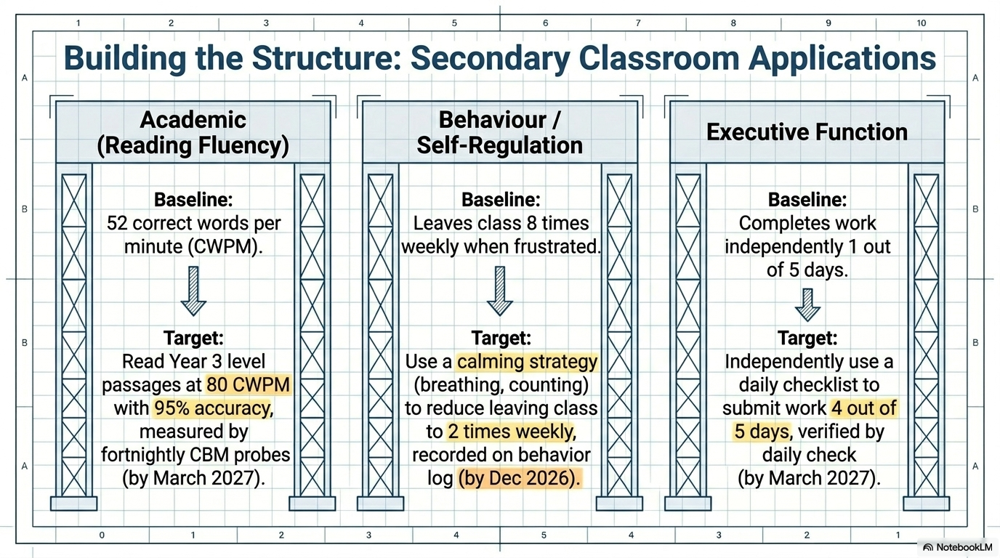 1 2 3 4 5 6 7 8 9 10
Building the Structure: Secondary Classroom Applications
A
A
Academic
(Reading Fluency)
Baseline:
52 correct words per
minute (CWPM).
Target:
Read Year 3 level
passages at 80 CWPM
with 95% accuracy,
measured by
fortnightly CBM probes
(by March 2027).
Behaviour /
Self-Regulation
Baseline:
Leaves class 8 times
weekly when frustrated.
Target:
Use a calming strategy
(breathing, counting)
to reduce leaving class
to 2 times weekly,
recorded on behavior
log (by Dec 2026).
Executive Function
Baseline:
Completes work
independently 1 out
of 5 days.
Target:
Independently use a
daily checklist to
submit work 4 out of
5 days, verified by
daily check
(by March 2027).
B
B
B
B
A
A
0 1 2 3 4 5 4 3 2 1
NotebookLM